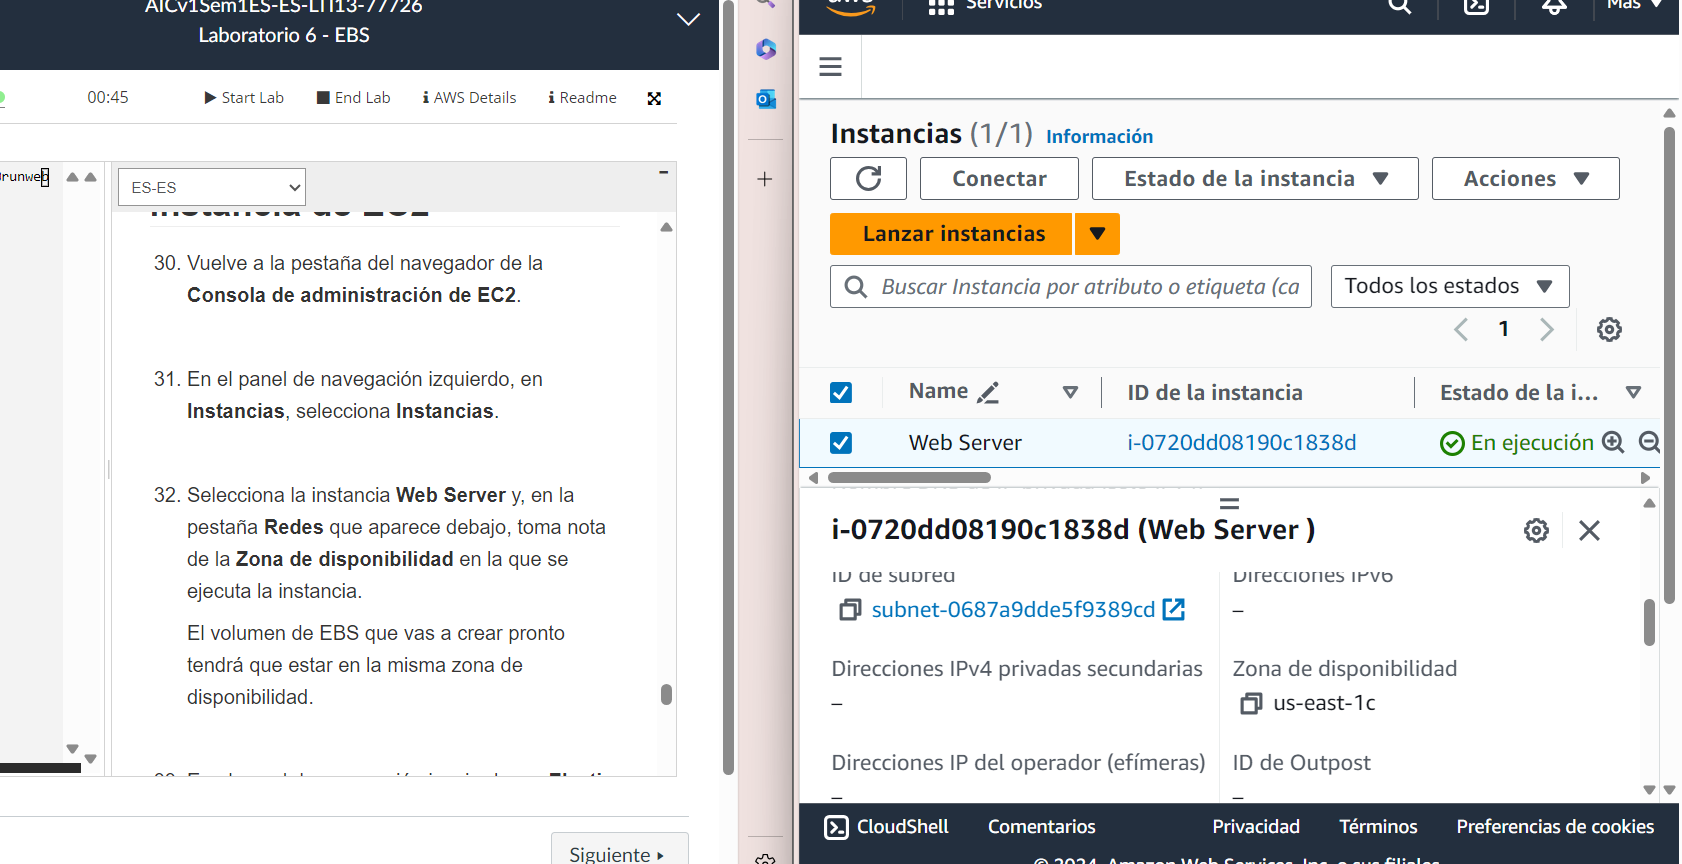 AICv1Sem1ES-ES-LTI13-77726
Laboratorio 6 - EBS
00:45
Start Lab
End Lab
AWS Details
Readme
runweb
ES-ES
Instancia de EC2
30. Vuelve a la pestaña del navegador de la
Consola de administración de EC2.
31. En el panel de navegación izquierdo, en
Instancias, selecciona Instancias.
32. Selecciona la instancia Web Server y, en la
pestaña Redes que aparece debajo, toma nota
de la Zona de disponibilidad en la que se
ejecuta la instancia.
El volumen de EBS que vas a crear pronto
tendrá que estar en la misma zona de
disponibilidad.
Siguiente
aws
Servicios
Más
Instancias (1/1) Información
Conectar
Estado de la instancia
Acciones
Lanzar instancias
Buscar Instancia por atributo o etiqueta (ca
Todos los estados
1
Name
ID de la instancia
Estado de la i...
Web Server
i-0720dd08190c1838d
En ejecución
i-0720dd08190c1838d (Web Server )
ID de subred
subnet-0687a9dde5f9389cd
Direcciones IPv6
–
Direcciones IPv4 privadas secundarias
–
Zona de disponibilidad
us-east-1c
Direcciones IP del operador (efímeras)
–
ID de Outpost
–
CloudShell
Comentarios
Privacidad
Términos
Preferencias de cookies
© 2024, Amazon Web Services, Inc. o sus filiales.